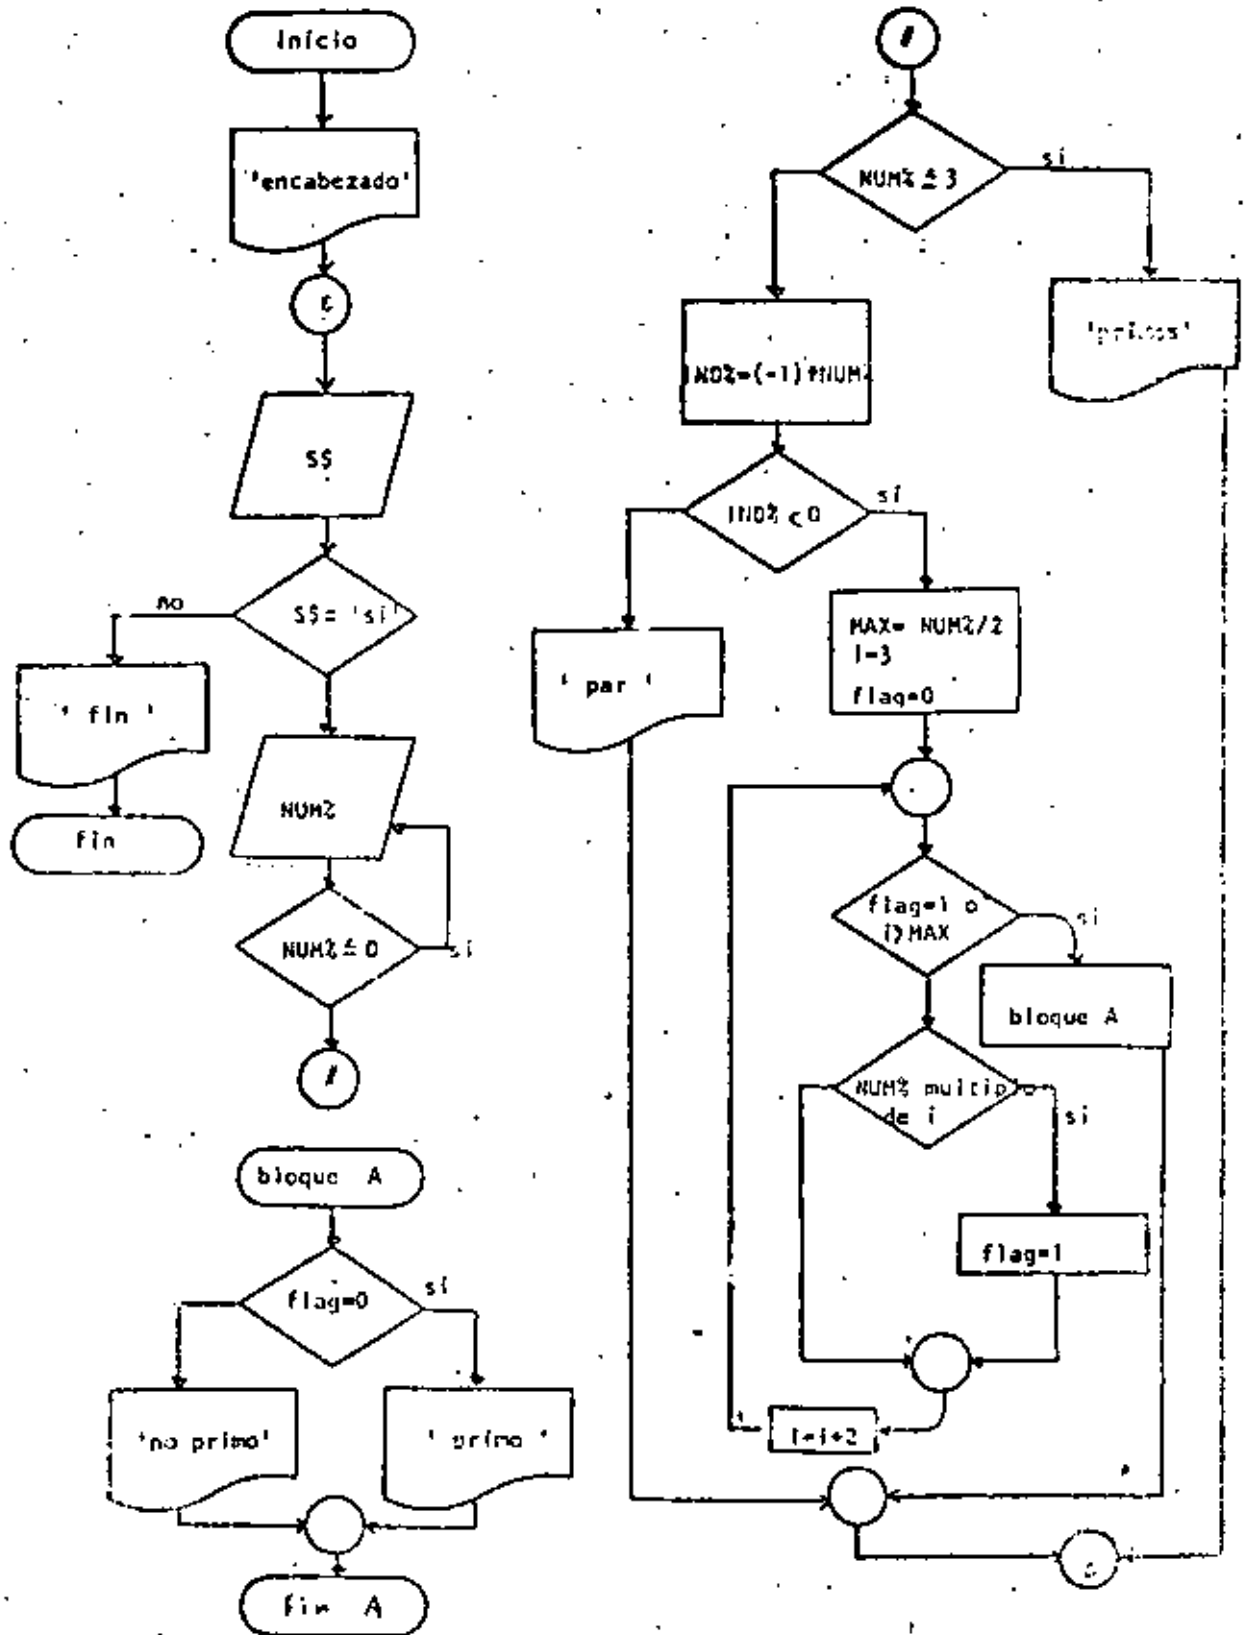 Inicio
'encabezado'
S$
S$= 'si'
no
' fin '
fin
NUM%
NUM% ≤ 0
si
bloque A
flag=0
si
'no primo'
' primo '
fin A
NUM% ≤ 3
si
'primos'
IND%=(-1)↑NUM%
IND% < 0
si
' par '
MAX= NUM%/2
i=3
flag=0
flag=1 o
i>MAX
si
bloque A
NUM% multiplo
de i
si
flag=1
i=i+2